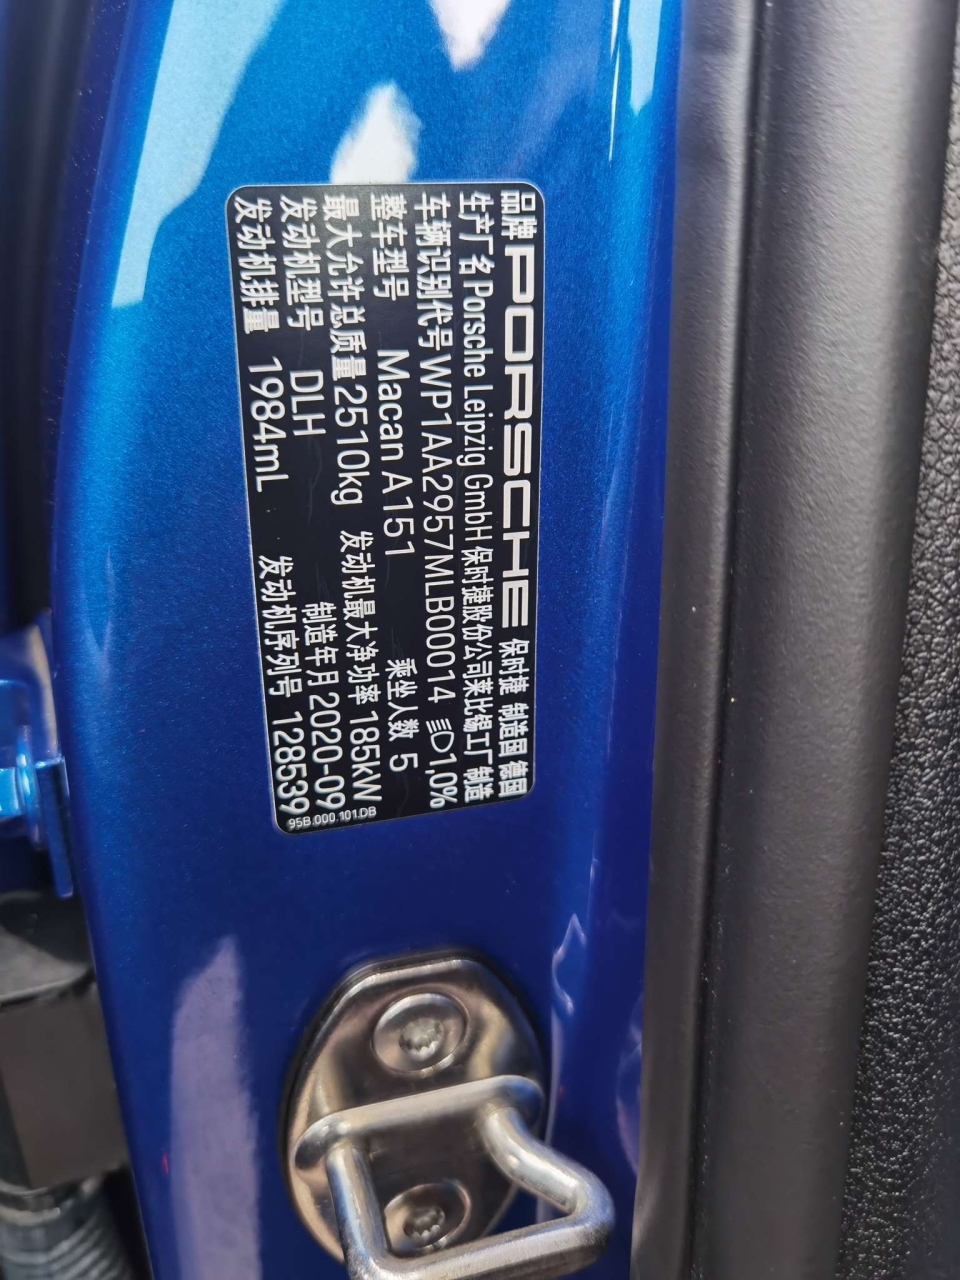 品牌 PORSCHE 保时捷 制造国 德国
生产厂名 Porsche Leipzig GmbH 保时捷股份公司莱比锡工厂 制造
车辆识别代号 WP1AA2957MLB00014 1,0%
整车型号 Macan A151 乘坐人数 5
最大允许总质量 2510kg 发动机最大净功率 185kW
发动机型号 DLH 制造年月 2020-09
发动机排量 1984mL 发动机序列号 128539
95B.000.101.DB